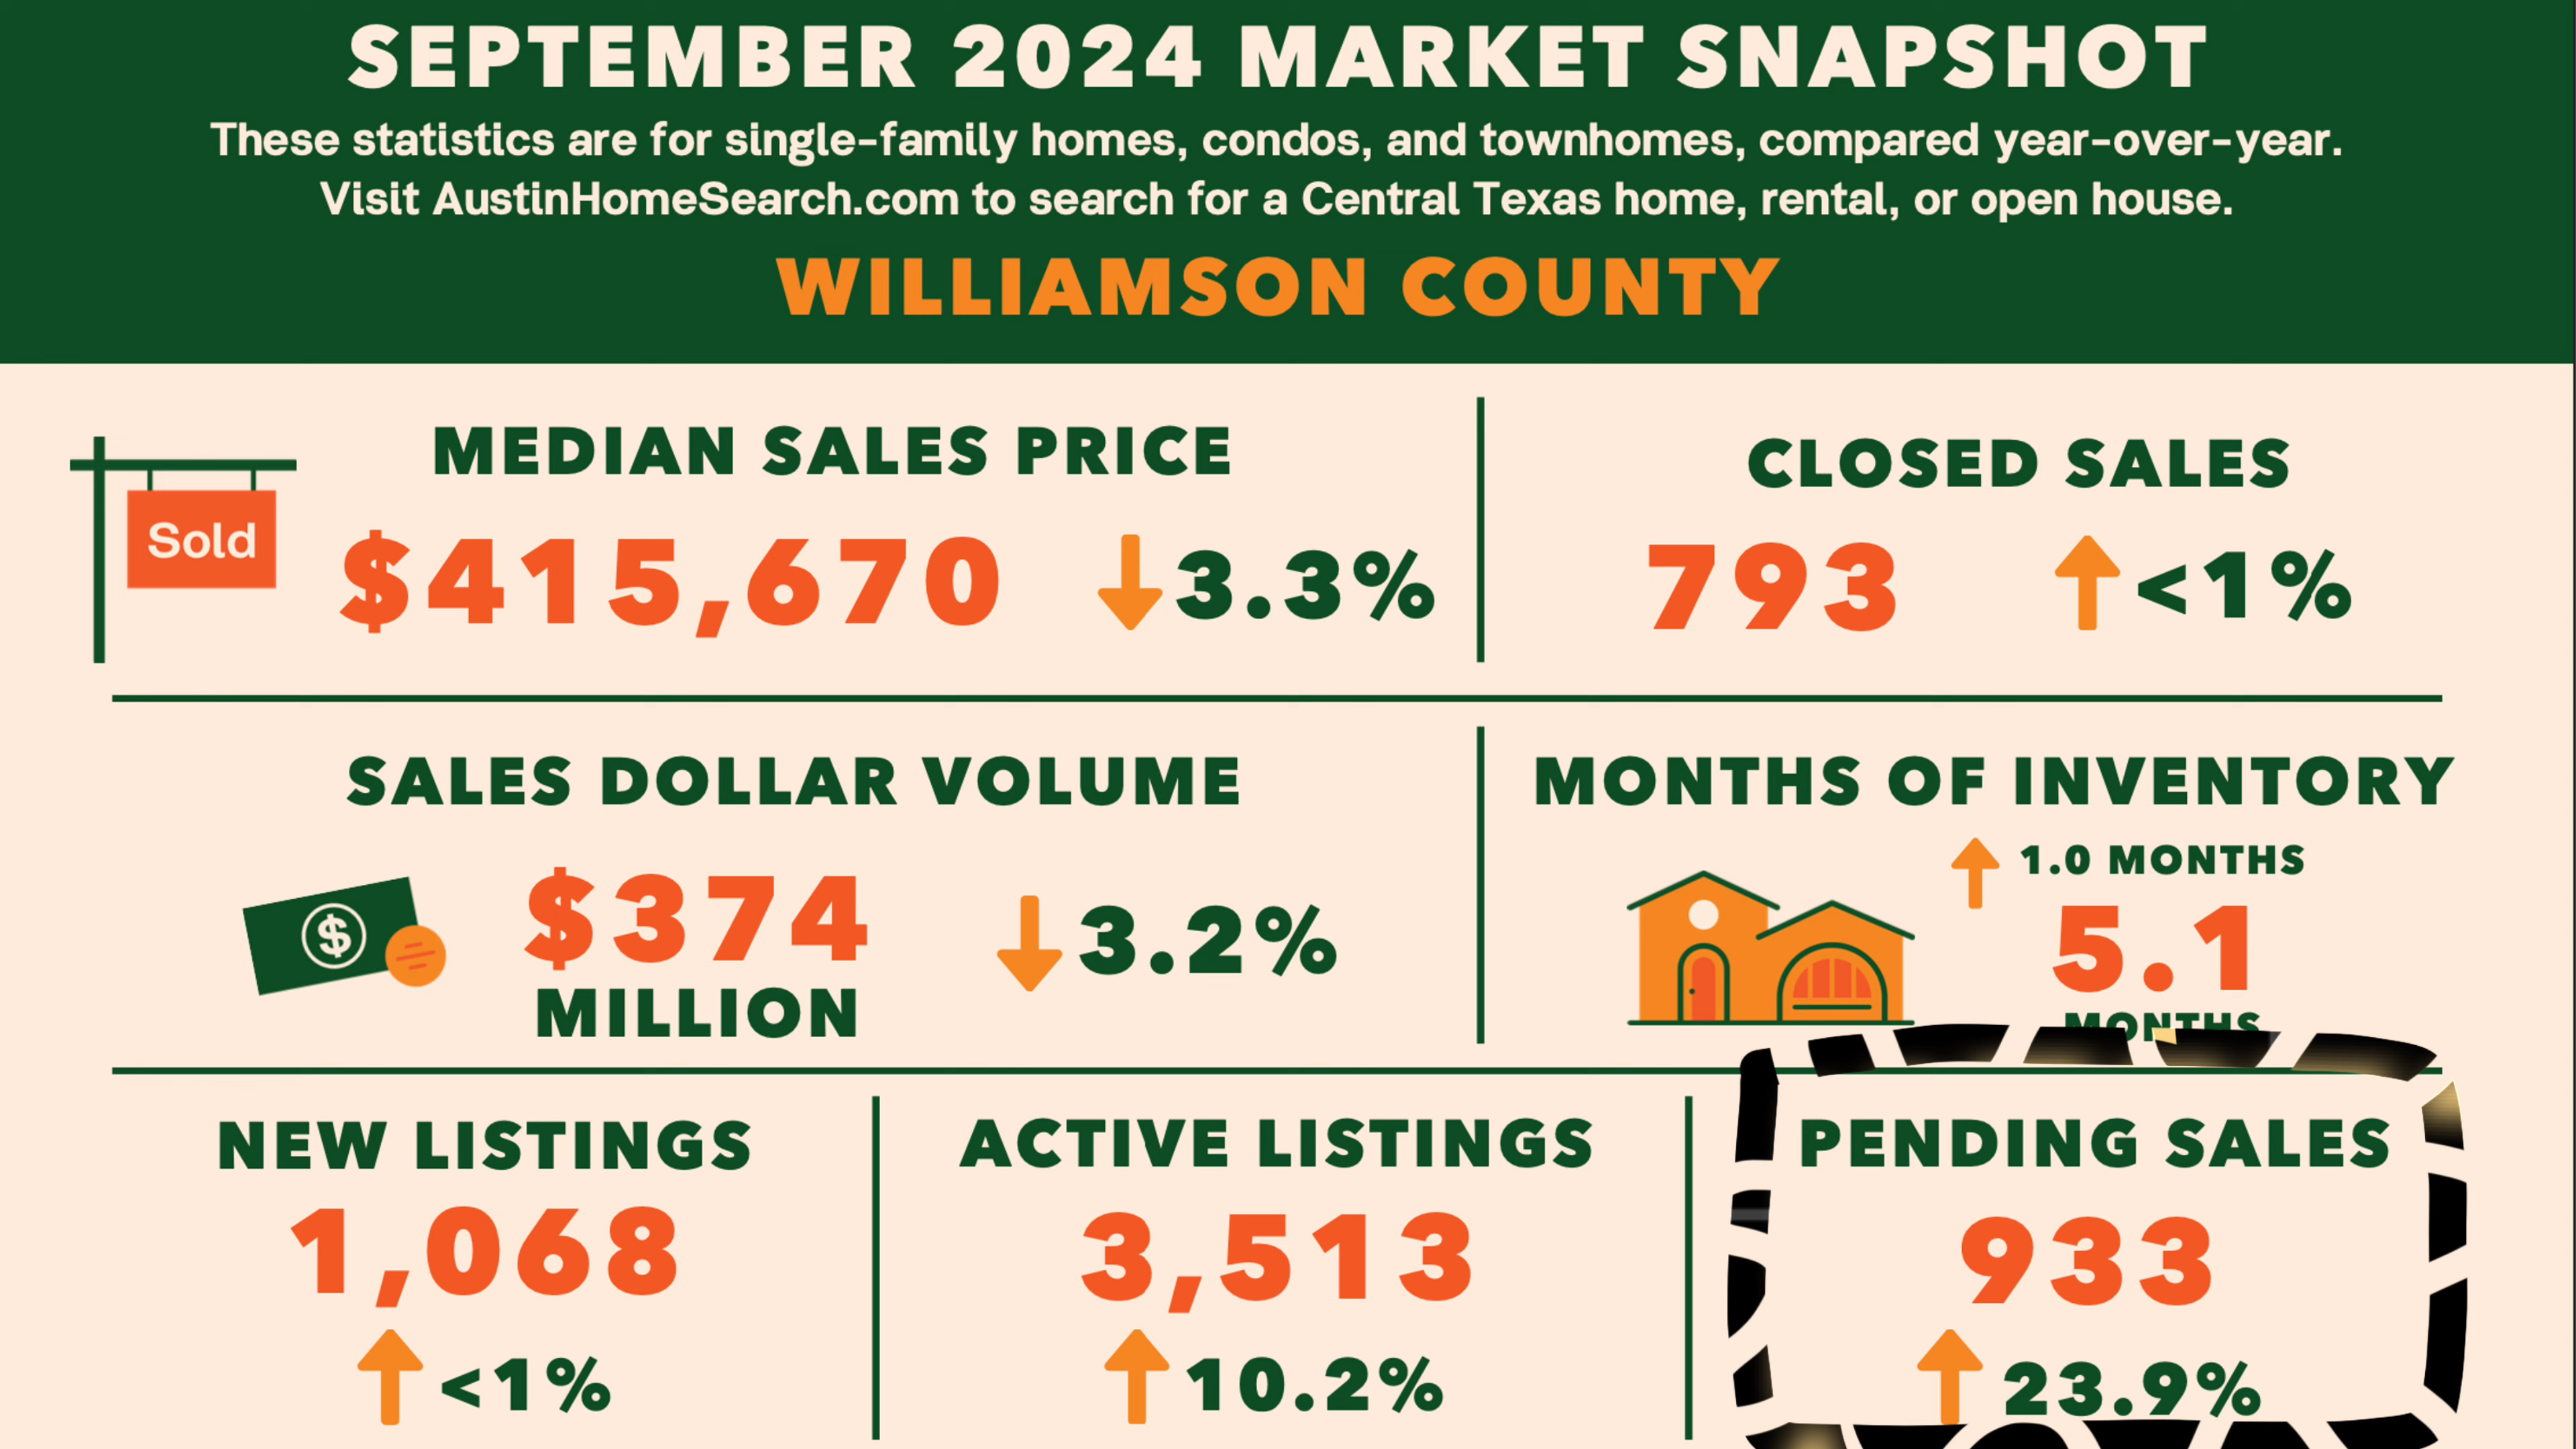 SEPTEMBER 2024 MARKET SNAPSHOT
These statistics are for single-family homes, condos, and townhomes, compared year-over-year.
Visit AustinHomeSearch.com to search for a Central Texas home, rental, or open house.
WILLIAMSON COUNTY
Sold
MEDIAN SALES PRICE
$415,670 ↓3.3%
CLOSED SALES
793 ↑<1%
SALES DOLLAR VOLUME
$
$374
MILLION
↓3.2%
MONTHS OF INVENTORY
↑ 1.0 MONTHS
5.1
MONTHS
NEW LISTINGS
1,068
↑<1%
ACTIVE LISTINGS
3,513
↑10.2%
PENDING SALES
933
↑23.9%